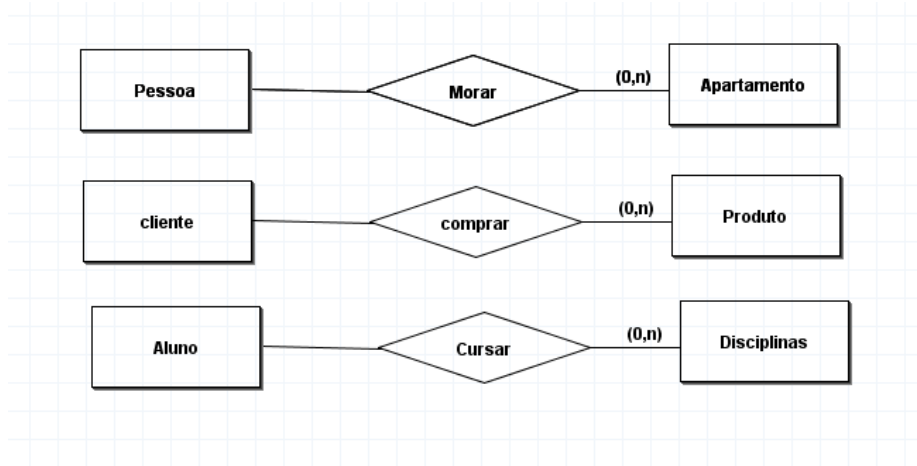 Pessoa
Morar
(0,n)
Apartamento
cliente
comprar
(0,n)
Produto
Aluno
Cursar
(0,n)
Disciplinas